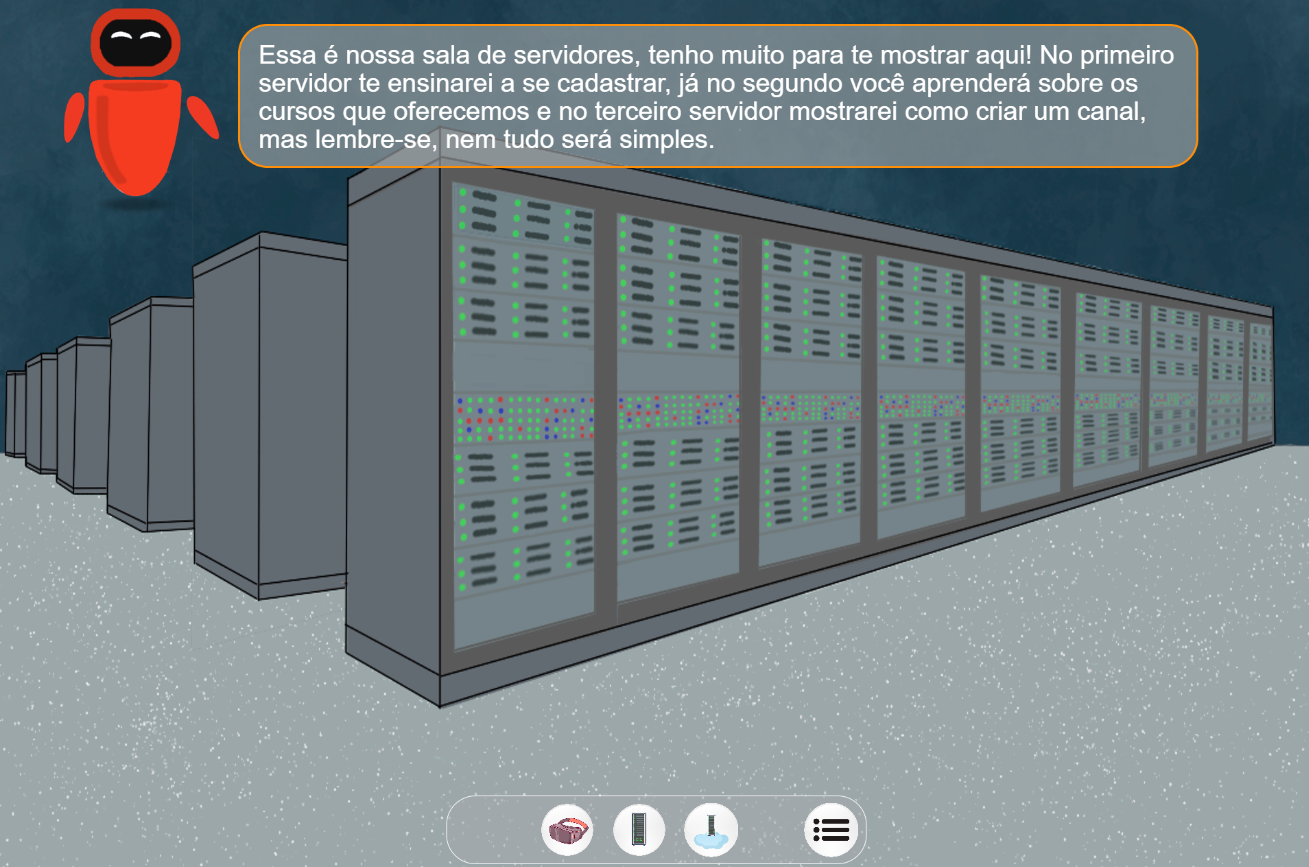 Essa é nossa sala de servidores, tenho muito para te mostrar aqui! No primeiro
servidor te ensinarei a se cadastrar, já no segundo você aprenderá sobre os
cursos que oferecemos e no terceiro servidor mostrarei como criar um canal,
mas lembre-se, nem tudo será simples.